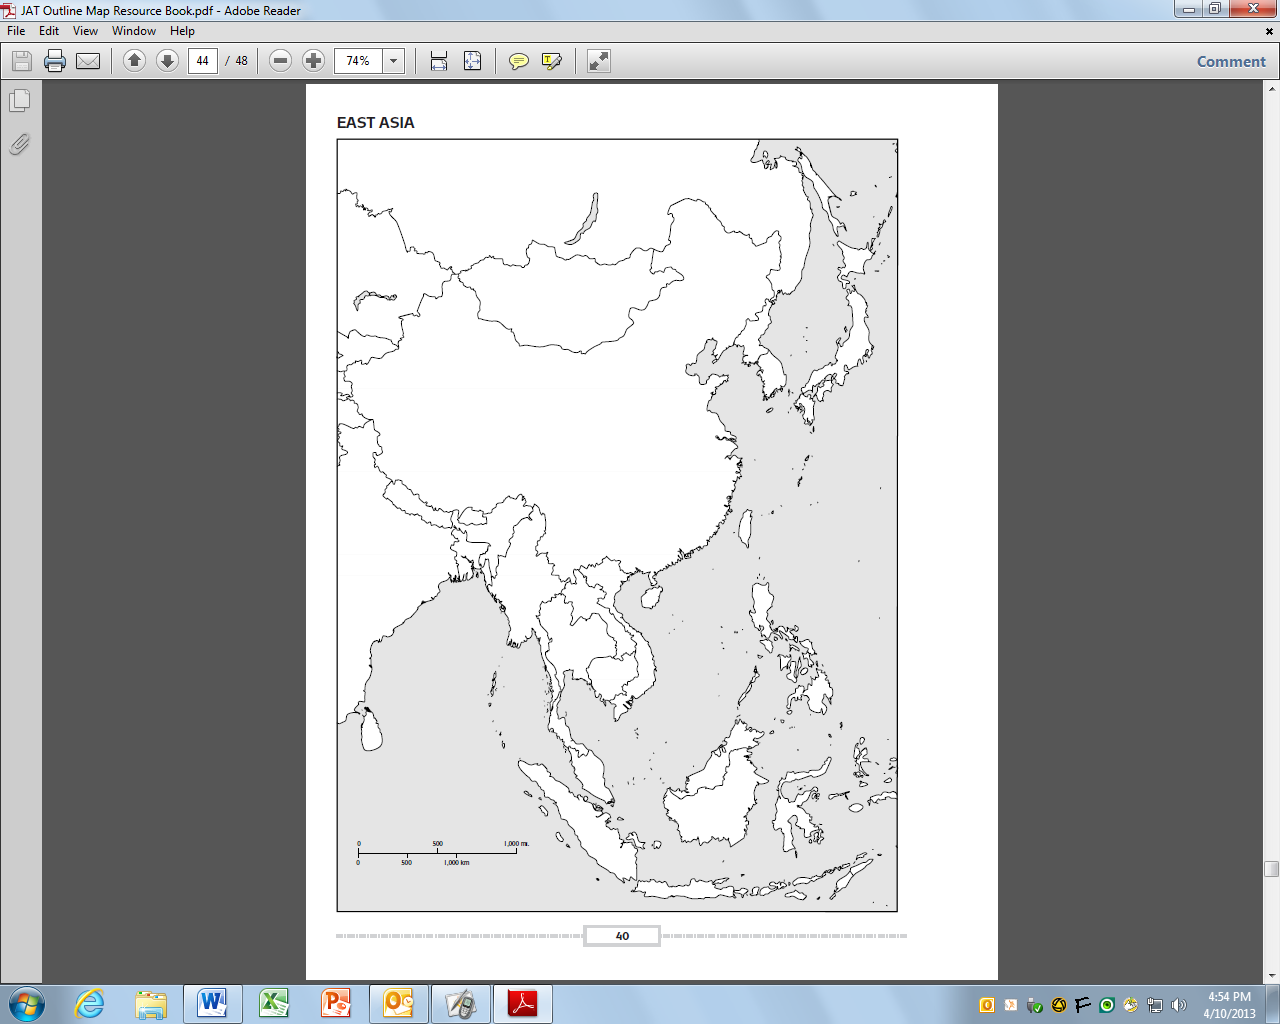 JAT Outline Map Resource Book.pdf - Adobe Reader
File Edit View Window Help
44 / 48 74% Comment
EAST ASIA
0 500 1,000 mi.
0 500 1,000 km
40
4:54 PM
4/10/2013